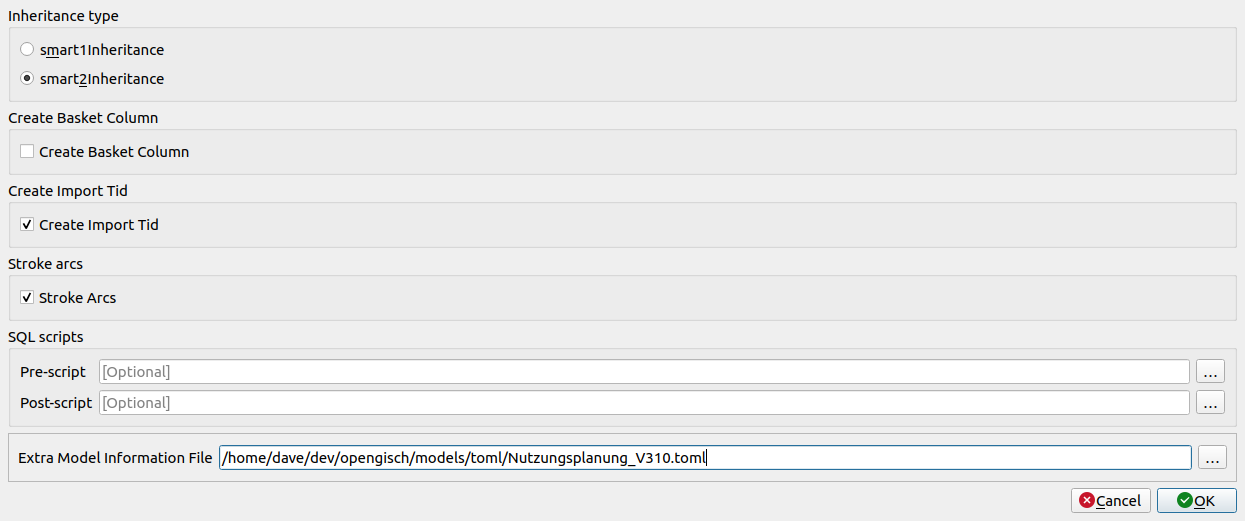 Inheritance type
smart1Inheritance
smart2Inheritance
Create Basket Column
Create Basket Column
Create Import Tid
Create Import Tid
Stroke arcs
Stroke Arcs
SQL scripts
Pre-script [Optional] ...
Post-script [Optional] ...
Extra Model Information File /home/dave/dev/opengisch/models/toml/Nutzungsplanung_V310.toml ...
Cancel OK